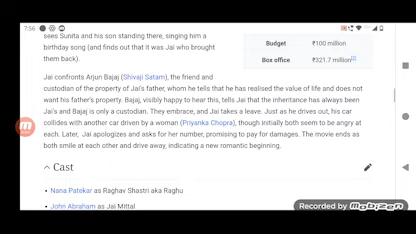 7:56
sees Sunita and his son standing there, singing him a
birthday song (and finds out that it was Jai who brought
them back).
Budget ₹100 million
Box office ₹321.7 million[2]
Jai confronts Arjun Bajaj (Shivaji Satam), the friend and
custodian of the property of Jai's father, whom he tells that he has realised the value of life and does not
want his father's property. Bajaj, visibly happy to hear this, tells Jai that the inheritance has always been
Jai's and Bajaj is only a custodian. They embrace, and Jai takes a leave. Just as he drives out, his car
collides with another car driven by a woman (Priyanka Chopra), though initially both seem to be angry at
each other. Later, Jai apologizes and asks for her number, promising to pay for damages. The movie ends as
both smile at each other and drive away, indicating a new romantic beginning.
Cast
• Nana Patekar as Raghav Shastri aka Raghu
• John Abraham as Jai Mittal
Recorded by Mobizen